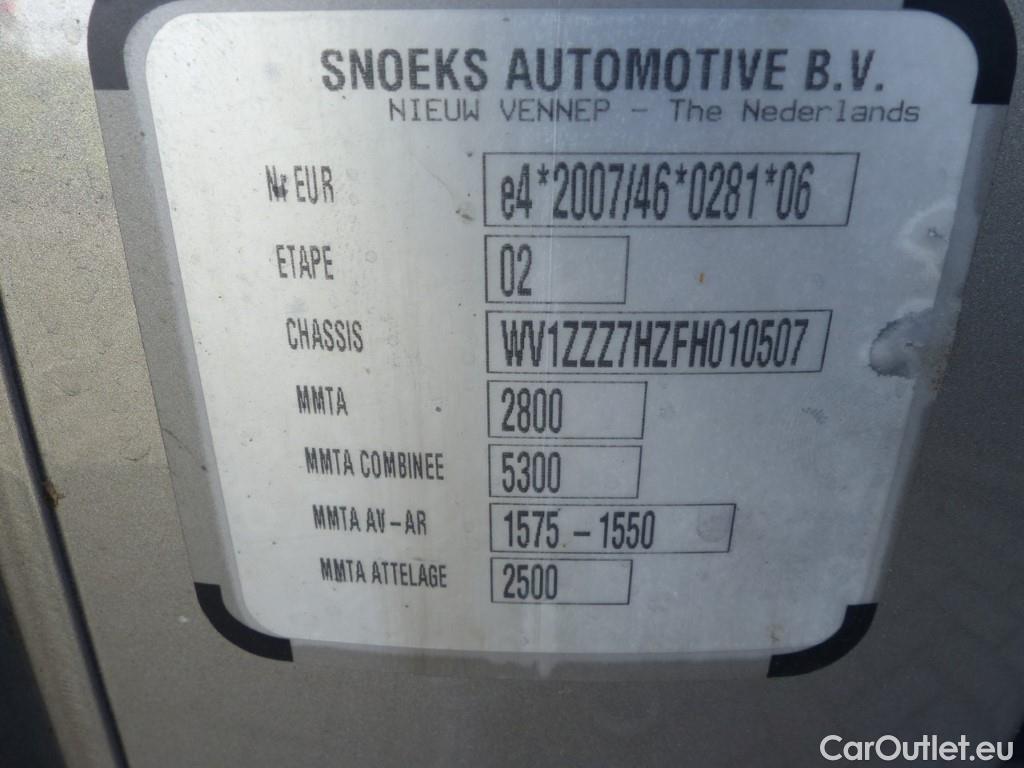 SNOEKS AUTOMOTIVE B.V.
NIEUW VENNEP - The Nederlands
Nr EUR e4*2007/46*0281*06
ETAPE 02
CHASSIS WV1ZZZ7HZFH010507
MMTA 2800
MMTA COMBINEE 5300
MMTA AV-AR 1575 - 1550
MMTA ATTELAGE 2500
CarOutlet.eu